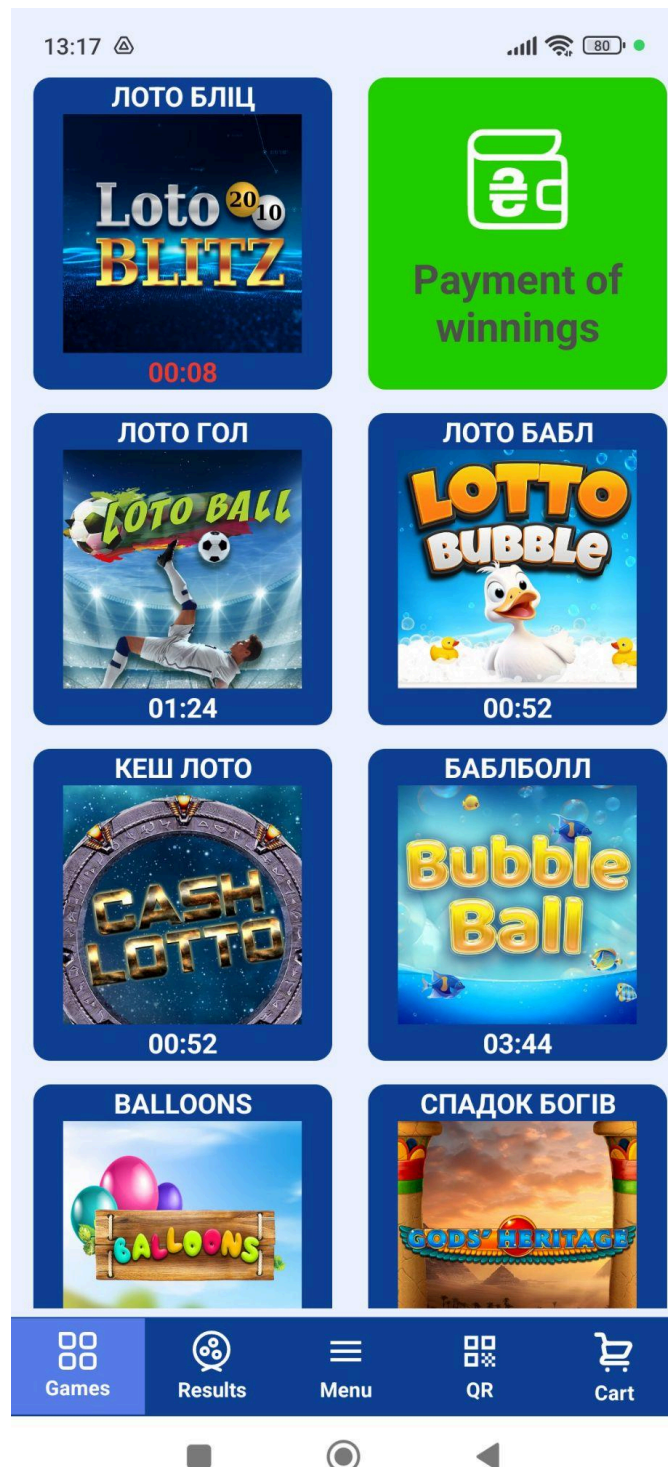 13:17
80
ЛОТО БЛІЦ
Loto 20 10
BLITZ
00:08
₴
Payment of
winnings
ЛОТО ГОЛ
LOTO BALL
01:24
ЛОТО БАБЛ
LOTTO
BUBBLE
00:52
КЕШ ЛОТО
CASH
LOTTO
00:52
БАБЛБОЛЛ
Bubble
Ball
03:44
BALLOONS
BALLOONS
СПАДОК БОГІВ
GODS' HERITAGE
Games
Results
Menu
QR
Cart